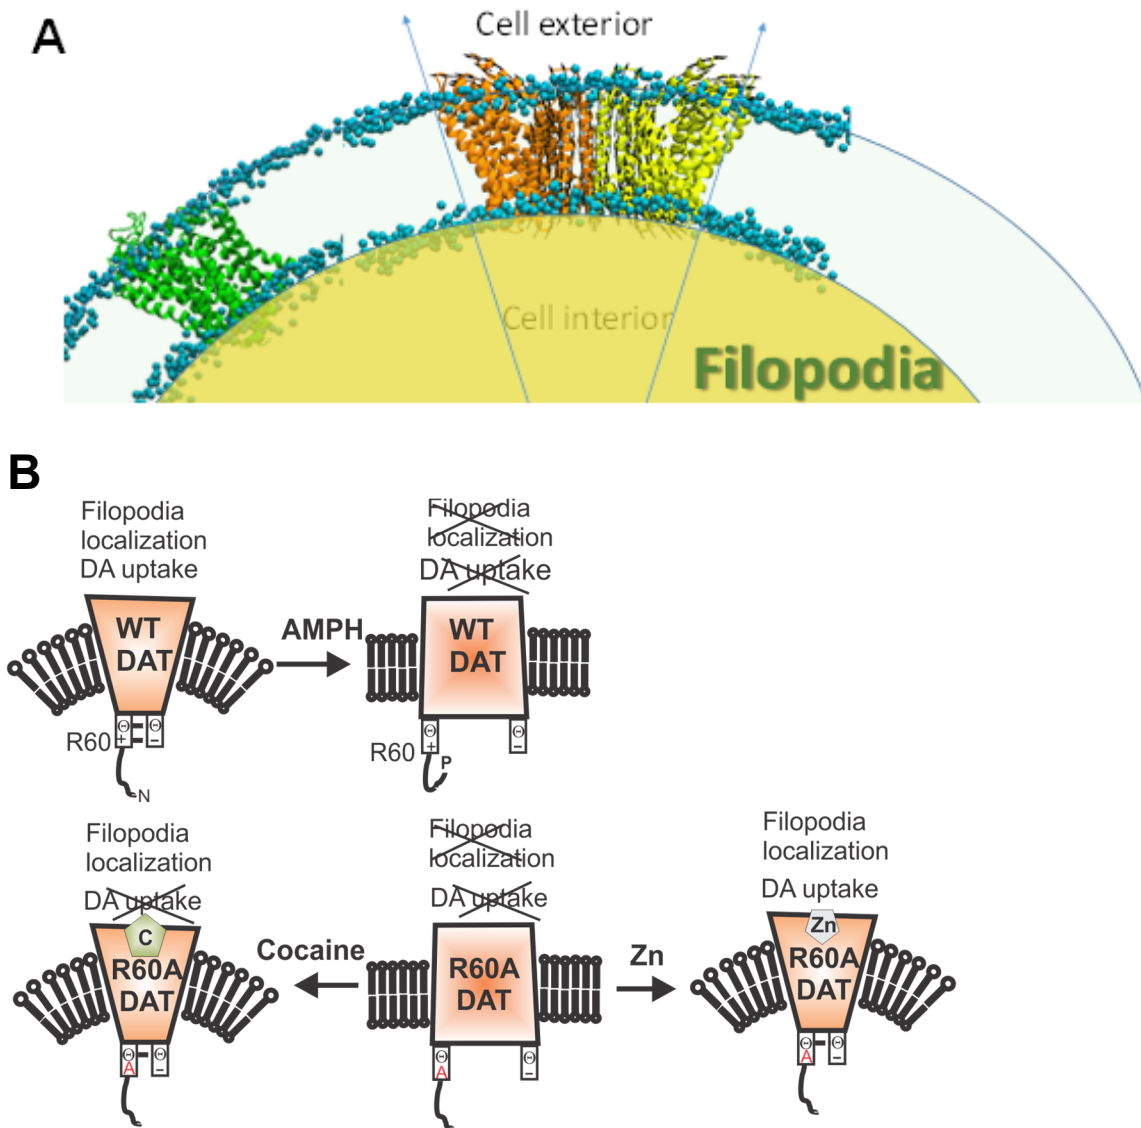 A
Cell exterior
Cell interior
Filopodia
B
Filopodia
localization
DA uptake
WT
DAT
Θ
+
Θ
−
R60
N
AMPH
Filopodia
localization
DA uptake
WT
DAT
Θ
+
Θ
−
R60
P
Filopodia
localization
DA uptake
C
R60A
DAT
Θ
A
Θ
−
Cocaine
Filopodia
localization
DA uptake
R60A
DAT
Θ
A
Θ
−
Zn
Filopodia
localization
DA uptake
Zn
R60A
DAT
Θ
A
Θ
−